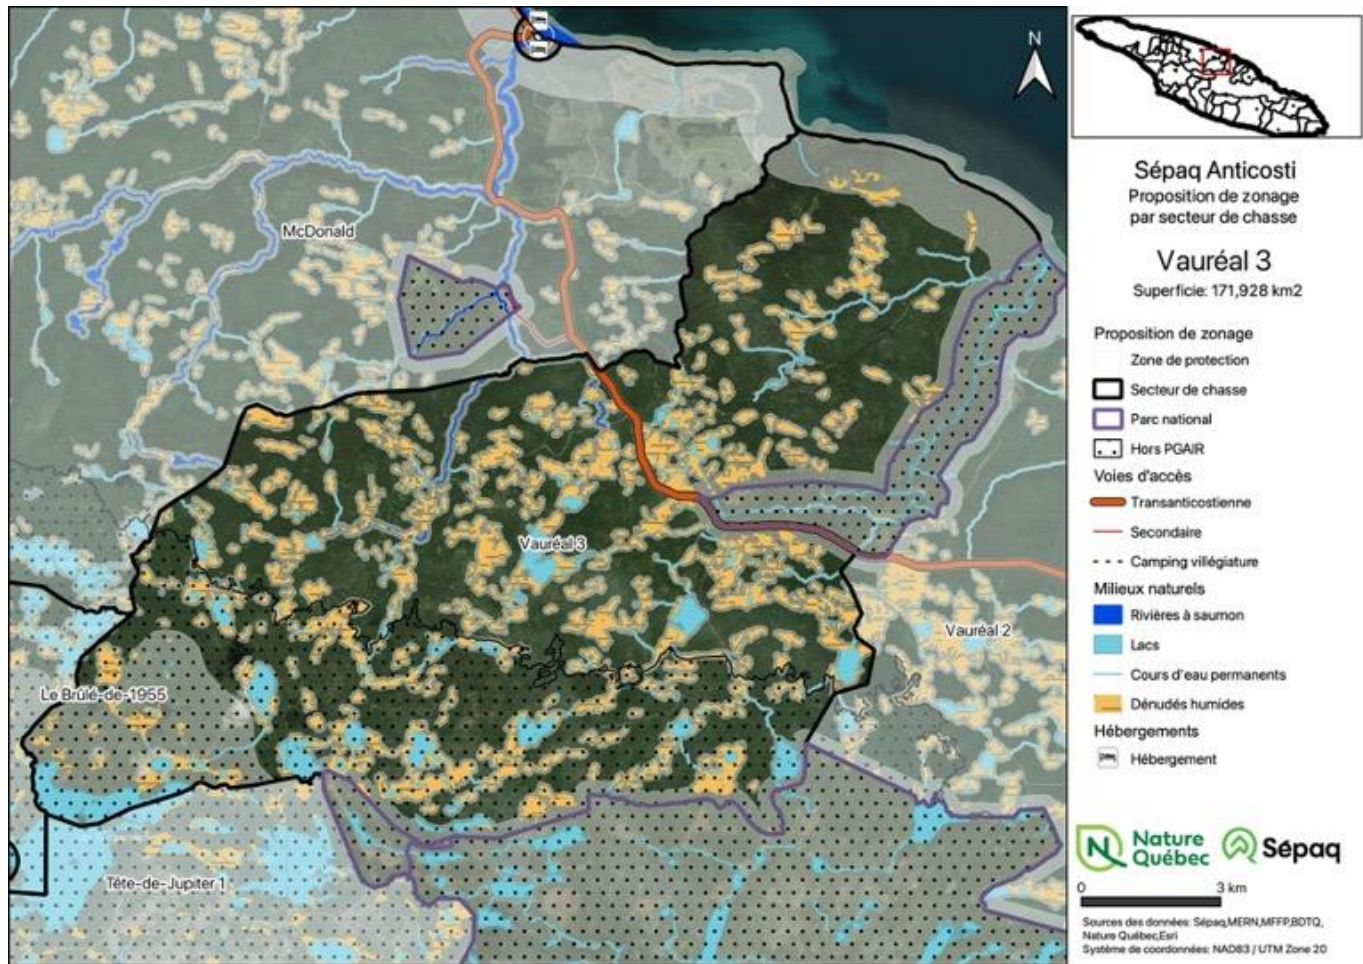 N
McDonald
Vauréal 3
Vauréal 2
Le Brûlé-de-1955
Tête-de-Jupiter 1
Sépaq Anticosti
Proposition de zonage
par secteur de chasse
Vauréal 3
Superficie: 171,928 km2
Proposition de zonage
Zone de protection
Secteur de chasse
Parc national
Hors PGAIR
Voies d'accès
Transanticostienne
Secondaire
Camping villégiature
Milieux naturels
Rivières à saumon
Lacs
Cours d'eau permanents
Dénudés humides
Hébergements
Hébergement
Nature
Québec
Sépaq
0 3 km
Sources des données: Sépaq,MERN,MFFP,BDTQ,
Nature Québec,Esri
Système de coordonnées: NAD83 / UTM Zone 20